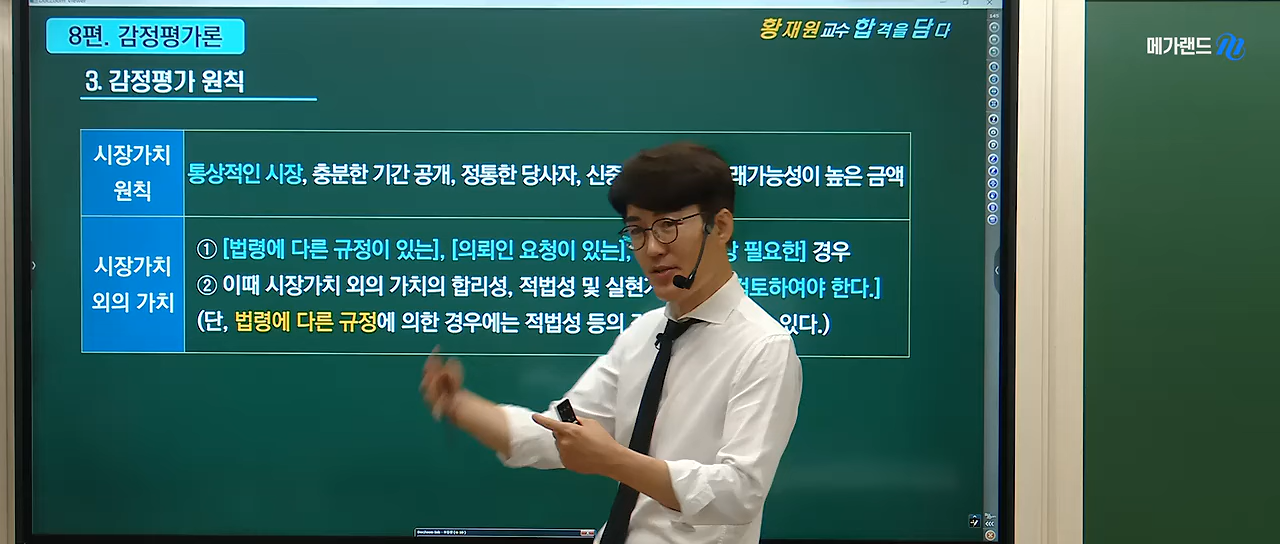 8편. 감정평가론
황재원 교수 합격을 담다
메가랜드
3. 감정평가 원칙
시장가치
원칙
통상적인 시장, 충분한 기간 공개, 정통한 당사자, 신중 래가능성이 높은 금액
시장가치
외의 가치
① [법령에 다른 규정이 있는], [의뢰인 요청이 있는], 상 필요한] 경우
② 이때 시장가치 외의 가치의 합리성, 적법성 및 실현 검토하여야 한다.]
(단, 법령에 다른 규정에 의한 경우에는 적법성 등의 있다.)